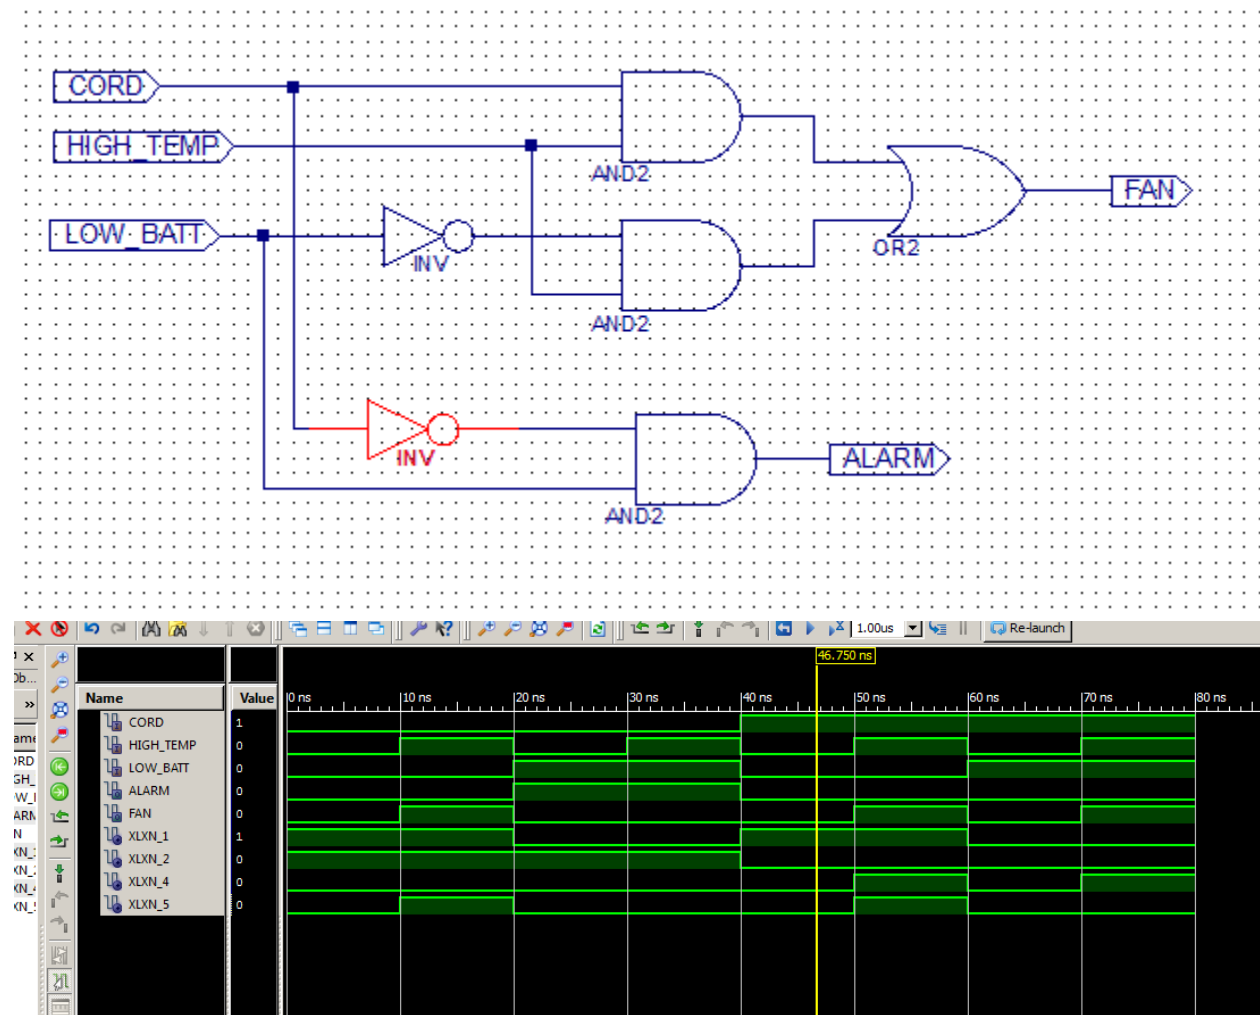 CORD
HIGH_TEMP
AND2
FAN
LOW_BATT
INV
OR2
AND2
INV
ALARM
AND2
1.00us
Re-launch
46.750 ns
Name
Value
0 ns
10 ns
20 ns
30 ns
40 ns
50 ns
60 ns
70 ns
80 ns
CORD
1
HIGH_TEMP
0
LOW_BATT
0
ALARM
0
FAN
0
XLXN_1
1
XLXN_2
0
XLXN_4
0
XLXN_5
0